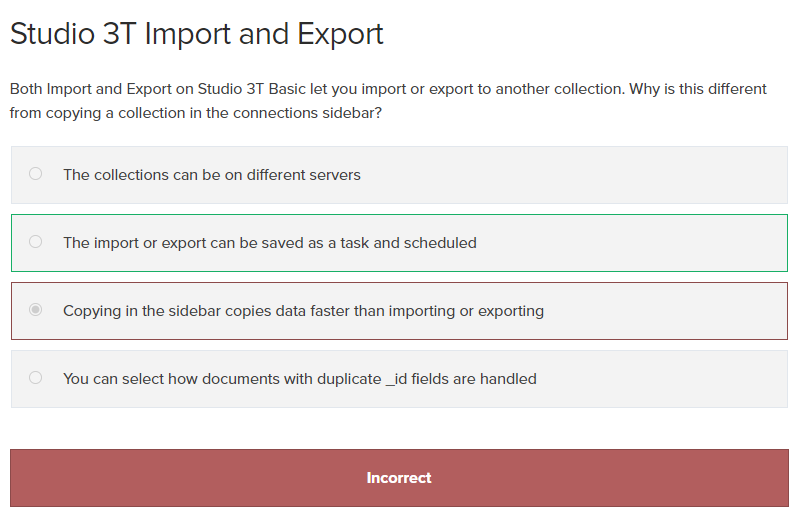 Studio 3T Import and Export
Both Import and Export on Studio 3T Basic let you import or export to another collection. Why is this different
from copying a collection in the connections sidebar?
The collections can be on different servers
The import or export can be saved as a task and scheduled
Copying in the sidebar copies data faster than importing or exporting
You can select how documents with duplicate _id fields are handled
Incorrect